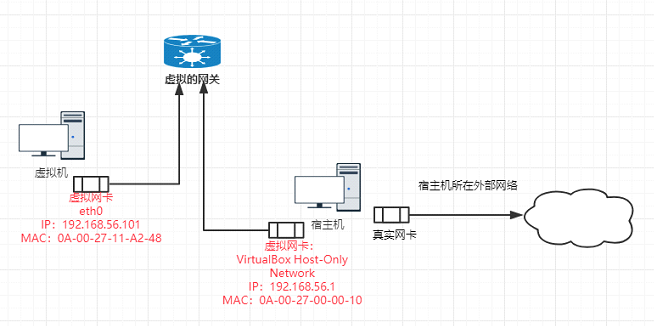 虚拟的网关
虚拟机
虚拟网卡
eth0
IP：192.168.56.101
MAC：0A-00-27-11-A2-48
宿主机
虚拟网卡：
VirtualBox Host-Only
Network
IP：192.168.56.1
MAC：0A-00-27-00-00-10
真实网卡
宿主机所在外部网络